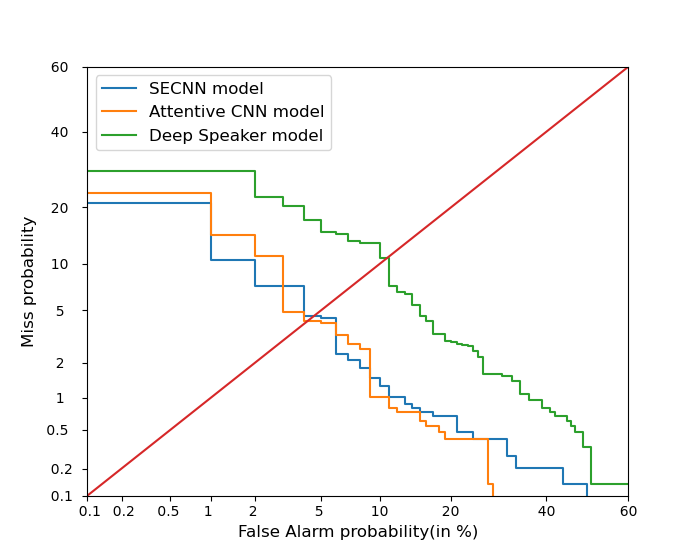 60
40
20
10
5
2
1
0.5
0.2
0.1
Miss probability
SECNN model
Attentive CNN model
Deep Speaker model
0.1 0.2 0.5 1 2 5 10 20 40 60
False Alarm probability(in %)